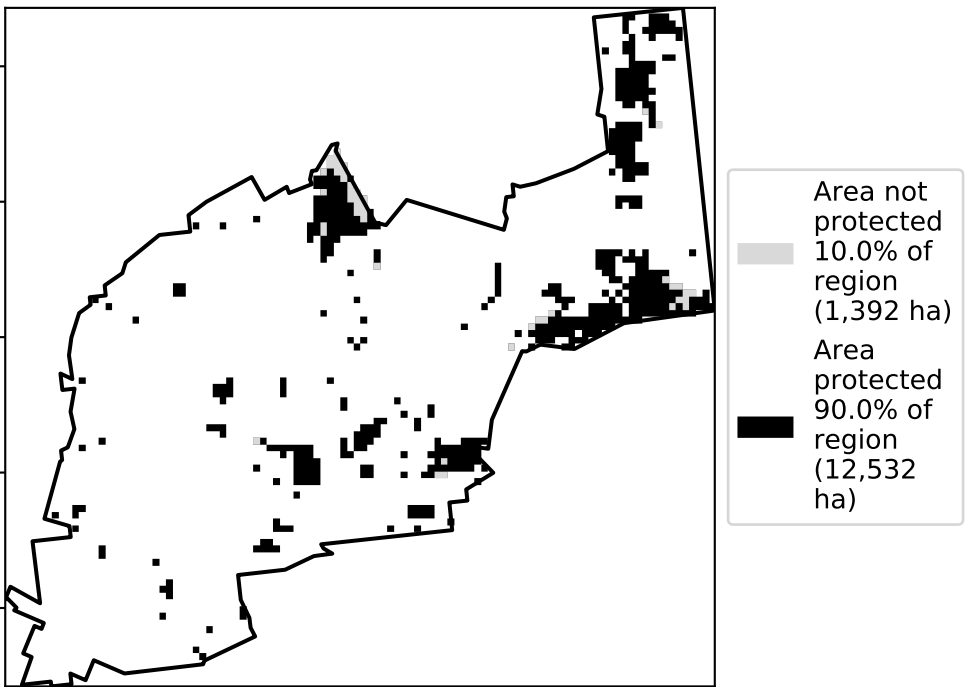 Area not
protected
10.0% of
region
(1,392 ha)
Area
protected
90.0% of
region
(12,532
ha)